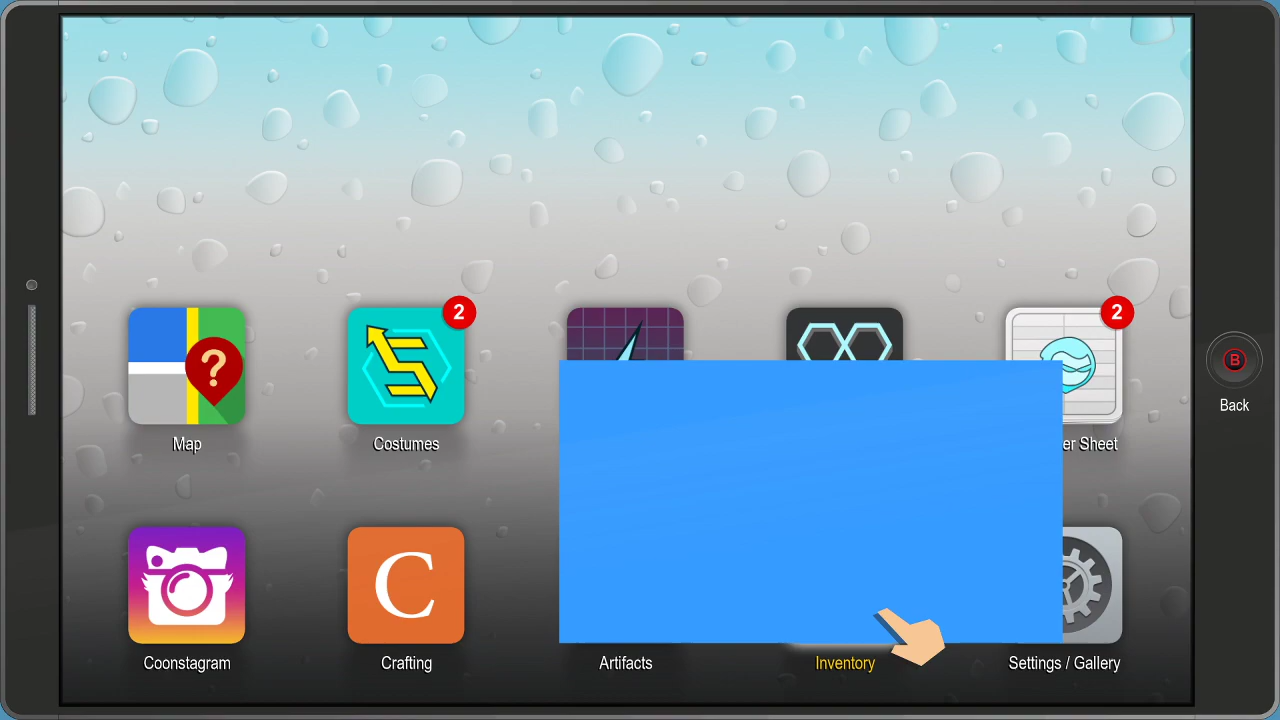 2
2
?
S
Map
Costumes
er Sheet
B
Back
C
Coonstagram
Crafting
Artifacts
Inventory
Settings / Gallery